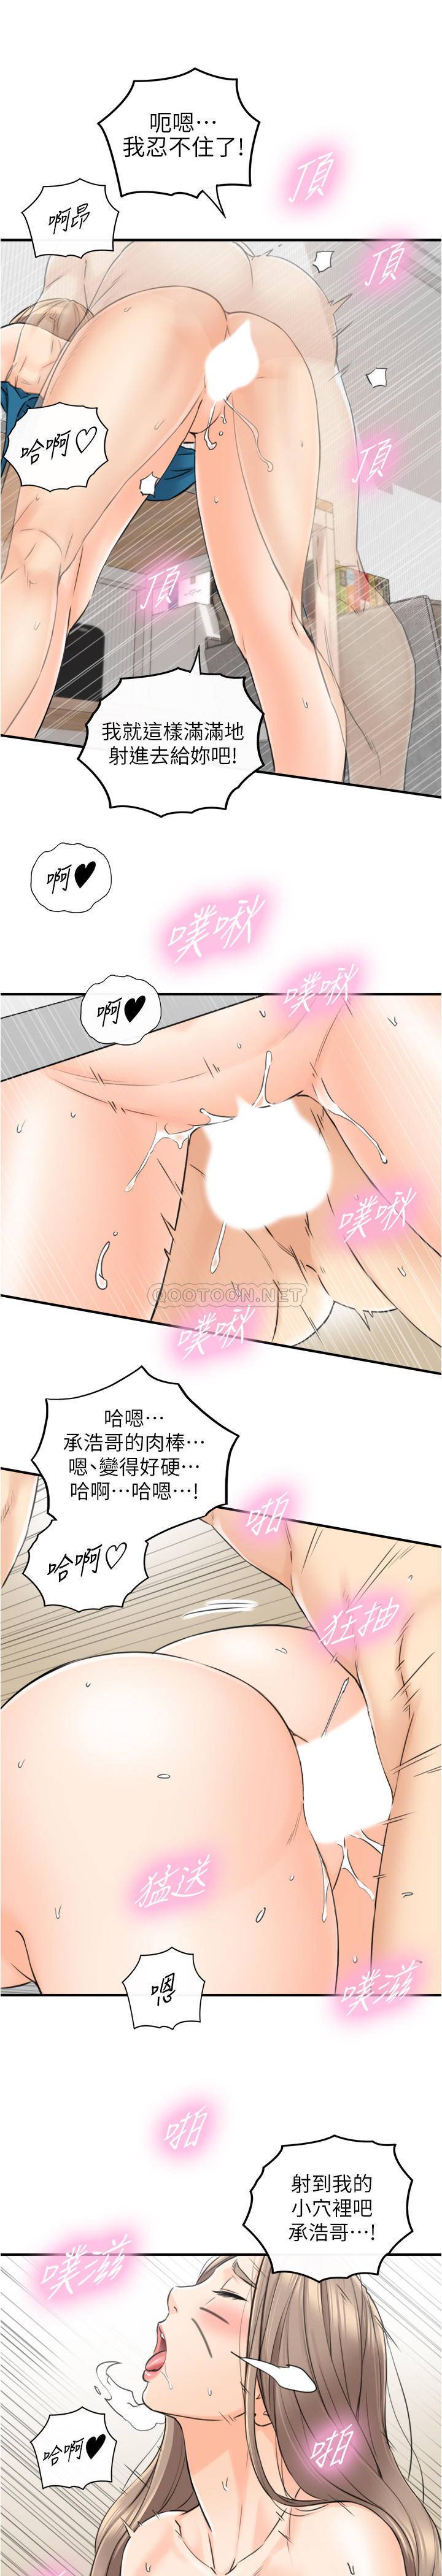 呃嗯⋯
我忍不住了!
頂
啊昂
頂
哈啊♡
頂
頂
我就這樣滿滿地
射進去給妳吧!
啊♥
噗啾
噗啾
啊♥
噗啾
QOOTOON.NET
噗啾
哈嗯⋯
承浩哥的肉棒⋯
嗯、變得好硬⋯
哈啊⋯哈嗯⋯!
啪
哈啊♡
狂抽
猛送
嗯
噗滋
啪
射到我的
小穴裡吧
承浩哥⋯!
噗滋
啪
哈啊♥